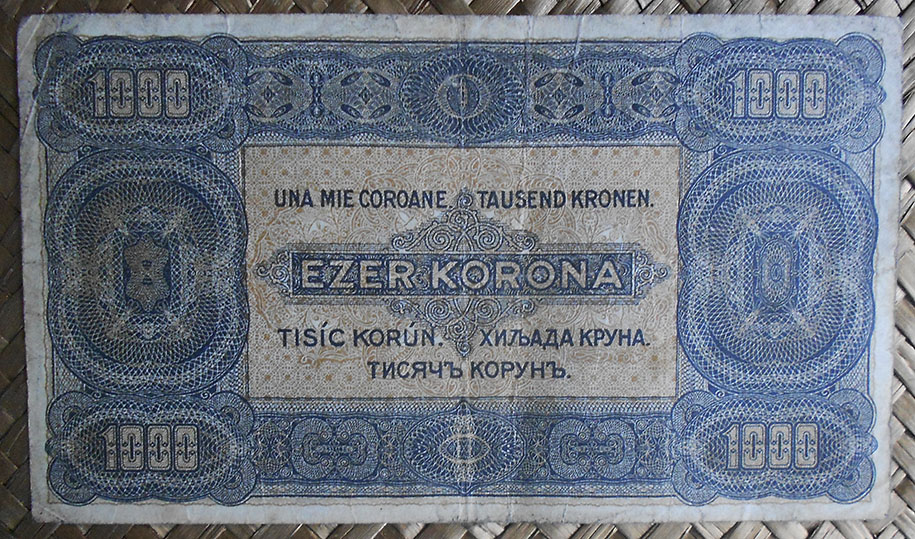 1000 1000
UNA MIE COROANE. TAUSEND KRONEN.
EZER KORONA
TISÍC KORÚN. ХИЉАДА КРУНА.
ТИСЯЧЪ КОРУНЪ.
1000 1000